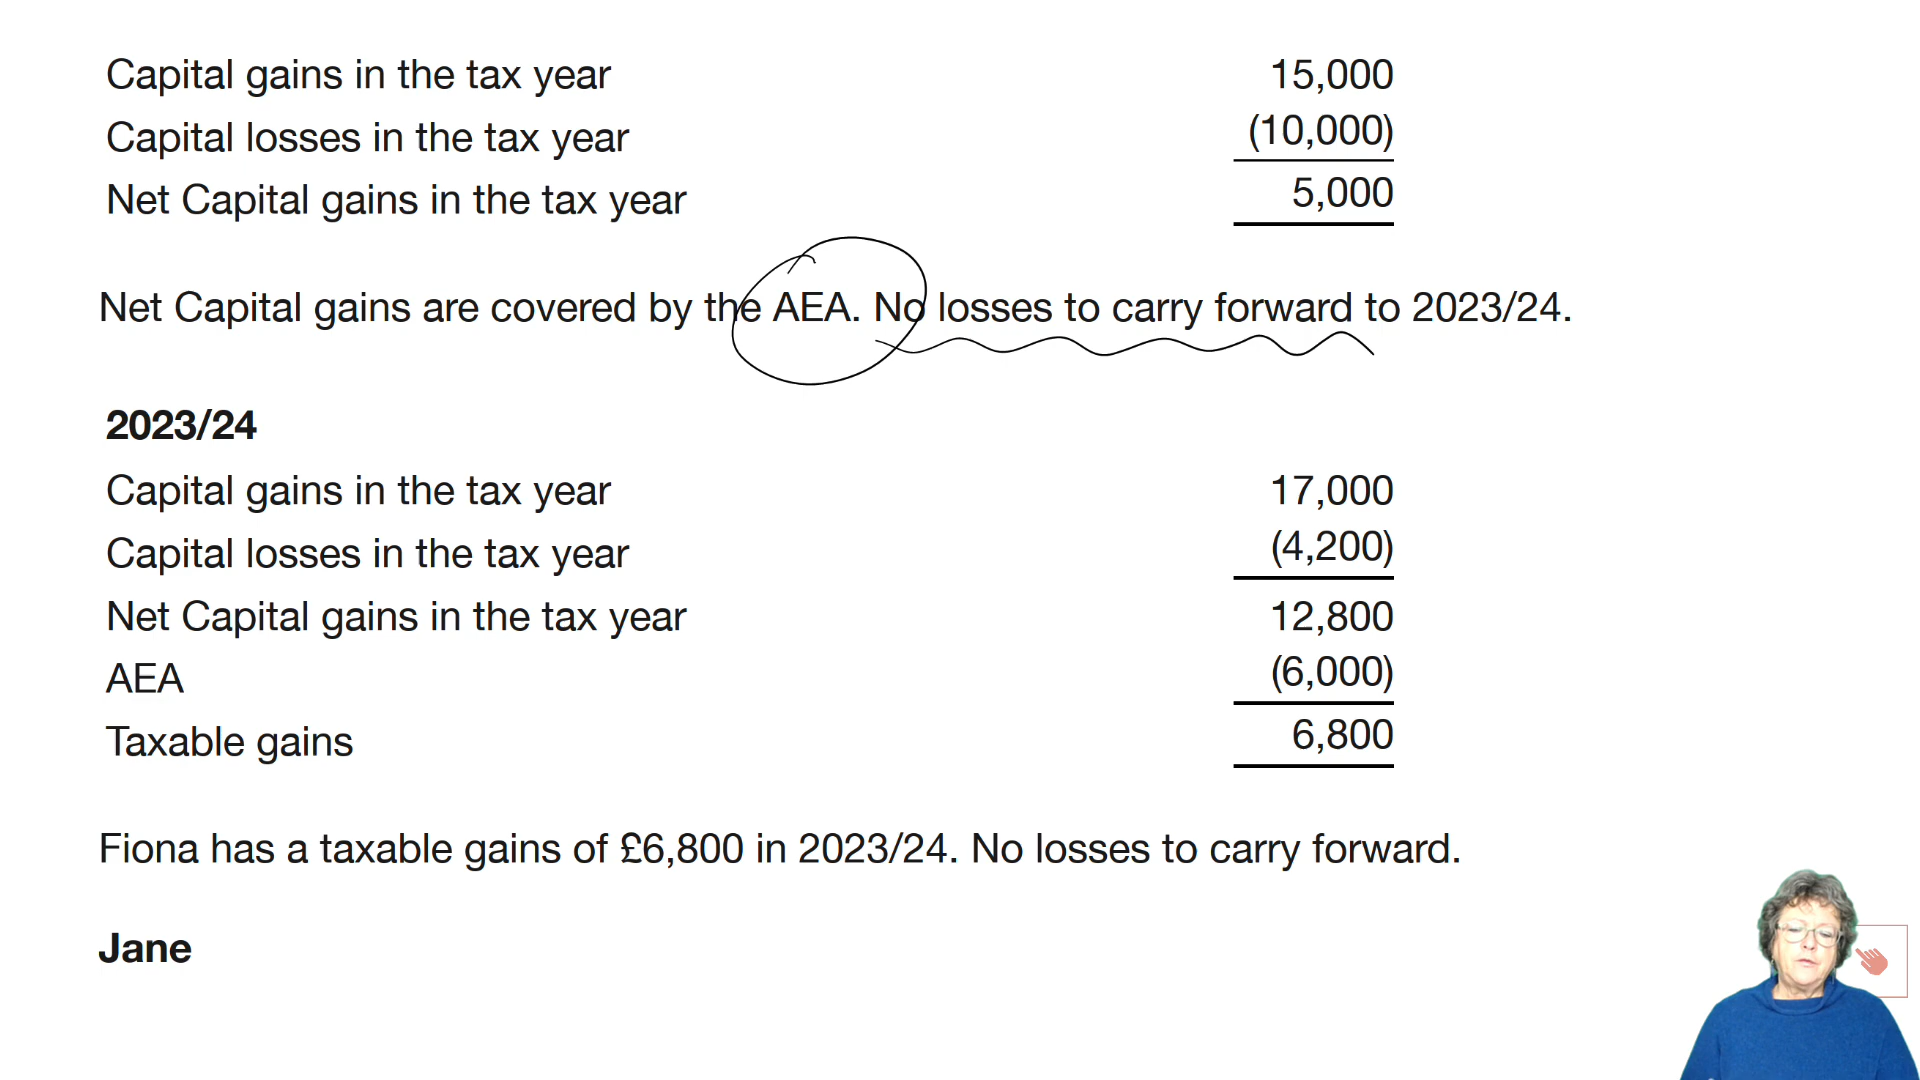 Capital gains in the tax year 15,000
Capital losses in the tax year (10,000)
Net Capital gains in the tax year 5,000
Net Capital gains are covered by the AEA. No losses to carry forward to 2023/24.
2023/24
Capital gains in the tax year 17,000
Capital losses in the tax year (4,200)
Net Capital gains in the tax year 12,800
AEA (6,000)
Taxable gains 6,800
Fiona has a taxable gains of £6,800 in 2023/24. No losses to carry forward.
Jane